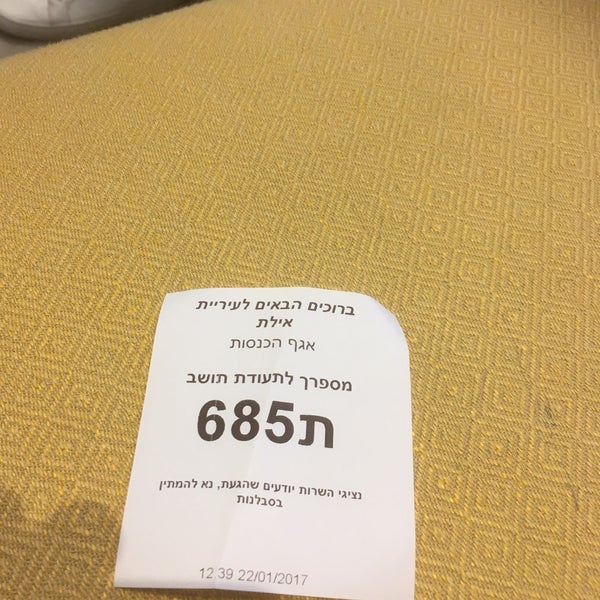 ברוכים הבאים לעיריית
אילת
אגף הכנסות
מספרך לתעודת תושב
ת685
נציגי השרות יודעים שהגעת, נא להמתין
בסבלנות
12:39 22/01/2017